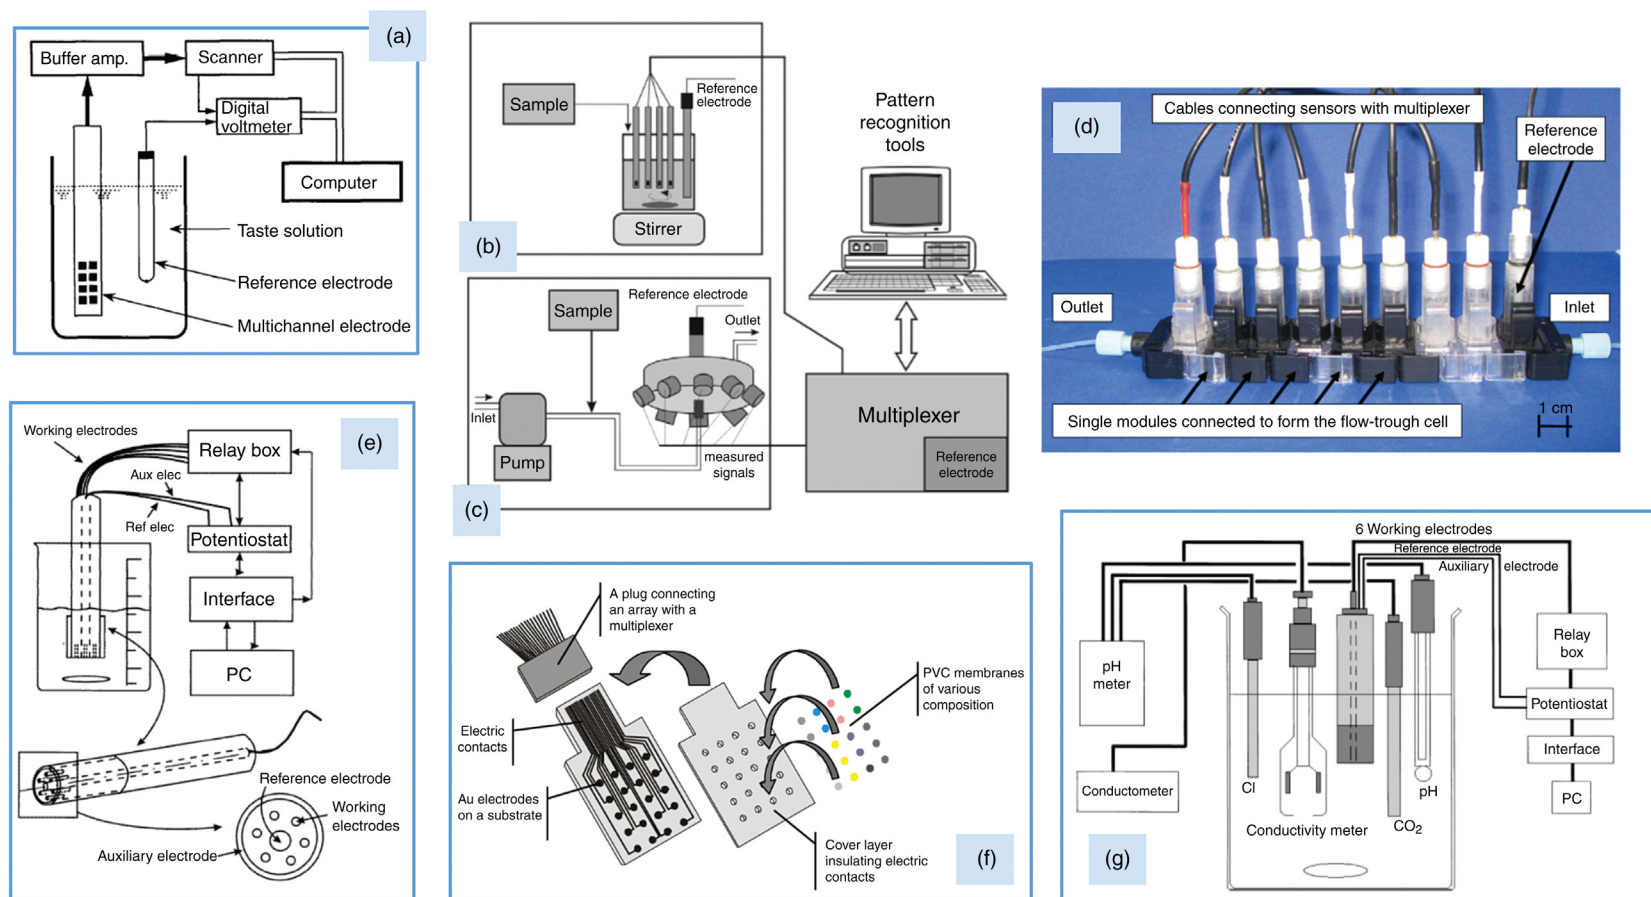 (a)
Buffer amp.
Scanner
Digital
voltmeter
Computer
Taste solution
Reference electrode
Multichannel electrode
(b)
Sample
Reference
electrode
Stirrer
Pattern
recognition
tools
(c)
Sample
Reference electrode
Outlet
Inlet
Pump
measured
signals
Multiplexer
Reference
electrode
(d)
Cables connecting sensors with multiplexer
Reference
electrode
Outlet
Inlet
Single modules connected to form the flow-trough cell
1 cm
(e)
Working electrodes
Relay box
Aux elec
Ref elec
Potentiostat
Interface
PC
Reference electrode
Working
electrodes
Auxiliary electrode
(f)
A plug connecting
an array with a
multiplexer
PVC membranes
of various
composition
Electric
contacts
Au electrodes
on a substrate
Cover layer
insulating electric
contacts
(g)
6 Working electrodes
Reference electrode
Auxiliary electrode
pH
meter
Relay
box
Potentiostat
Interface
PC
Conductometer
Cl
Conductivity meter
CO₂
pH